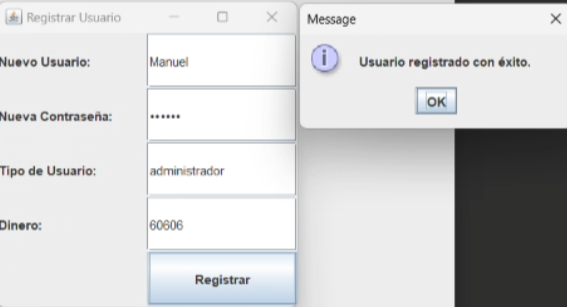 Registrar Usuario
Nuevo Usuario: Manuel
Nueva Contraseña: ••••••
Tipo de Usuario: administrador
Dinero: 60606
Registrar
Message
Usuario registrado con éxito.
OK